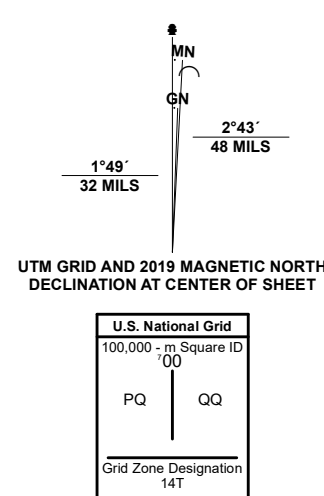 MN
GN
2°43´
48 MILS
1°49´
32 MILS
UTM GRID AND 2019 MAGNETIC NORTH
DECLINATION AT CENTER OF SHEET
U.S. National Grid
100,000 - m Square ID
⁷00
PQ QQ
Grid Zone Designation
14T